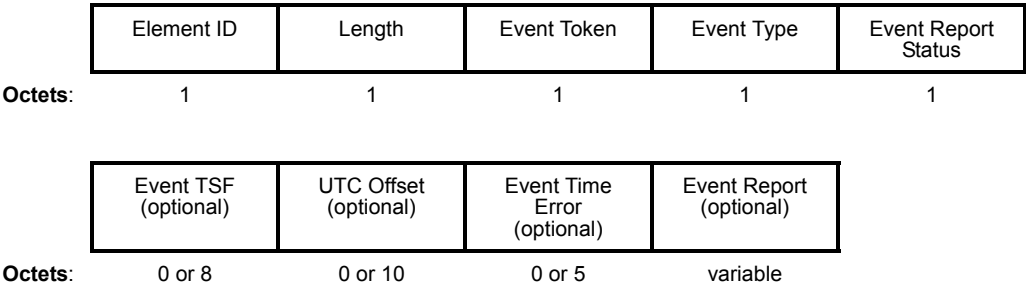 Element ID Length Event Token Event Type Event Report
Status
Octets: 1 1 1 1 1
Event TSF UTC Offset Event Time Event Report
(optional) (optional) Error (optional)
(optional)
Octets: 0 or 8 0 or 10 0 or 5 variable